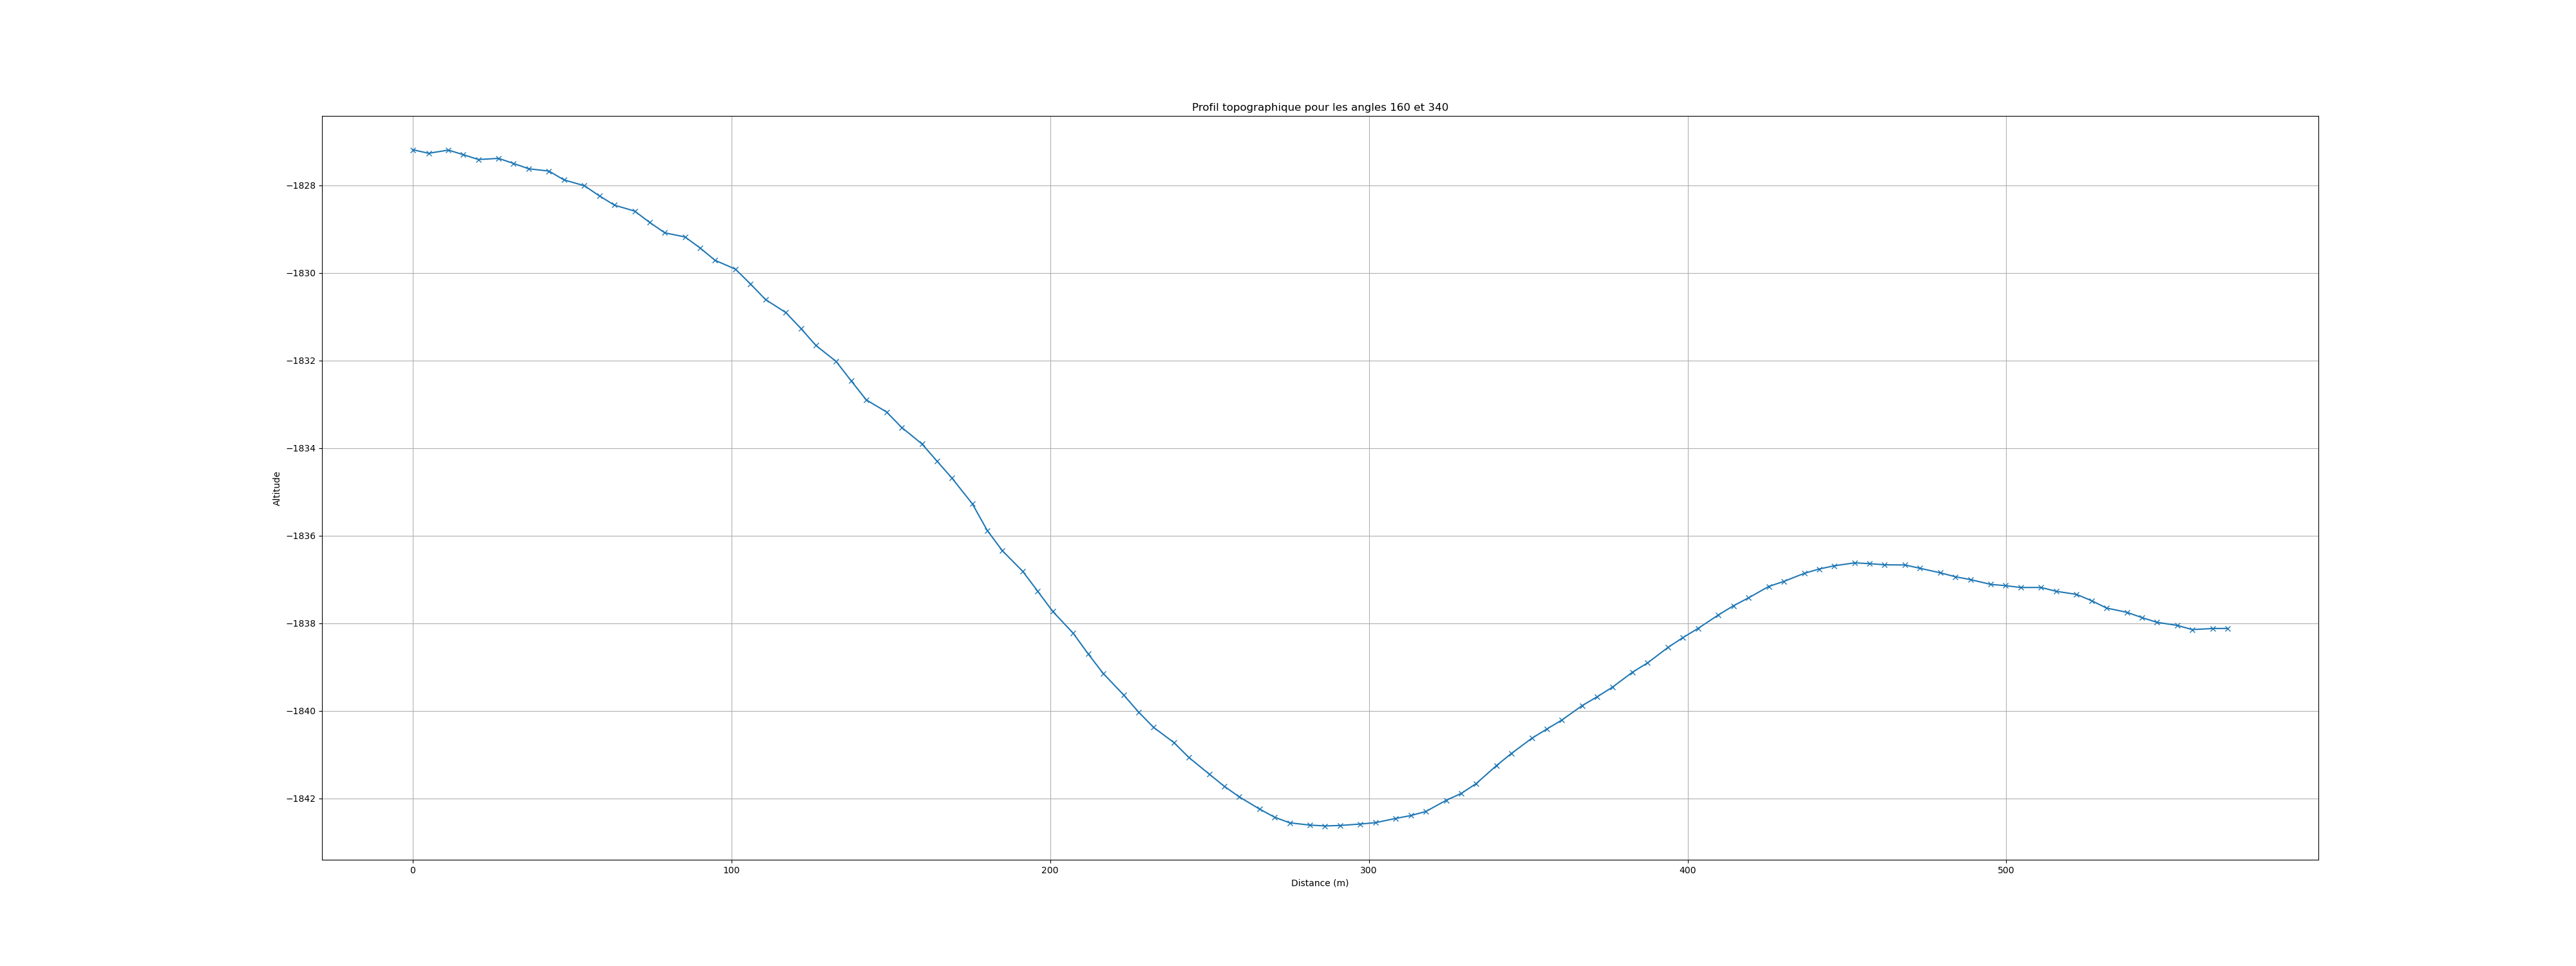 Profil topographique pour les angles 160 et 340
Altitude
−1828
−1830
−1832
−1834
−1836
−1838
−1840
−1842
0 100 200 300 400 500
Distance (m)